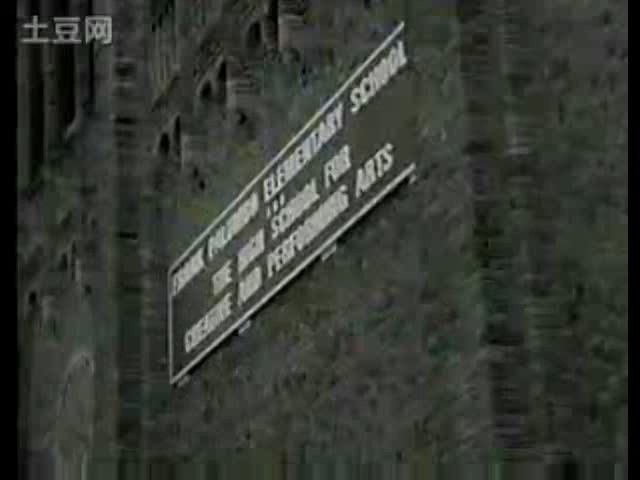 土豆网
FRANK PALUMBO ELEMENTARY SCHOOL
THE HIGH SCHOOL FOR
CREATIVE AND PERFORMING ARTS